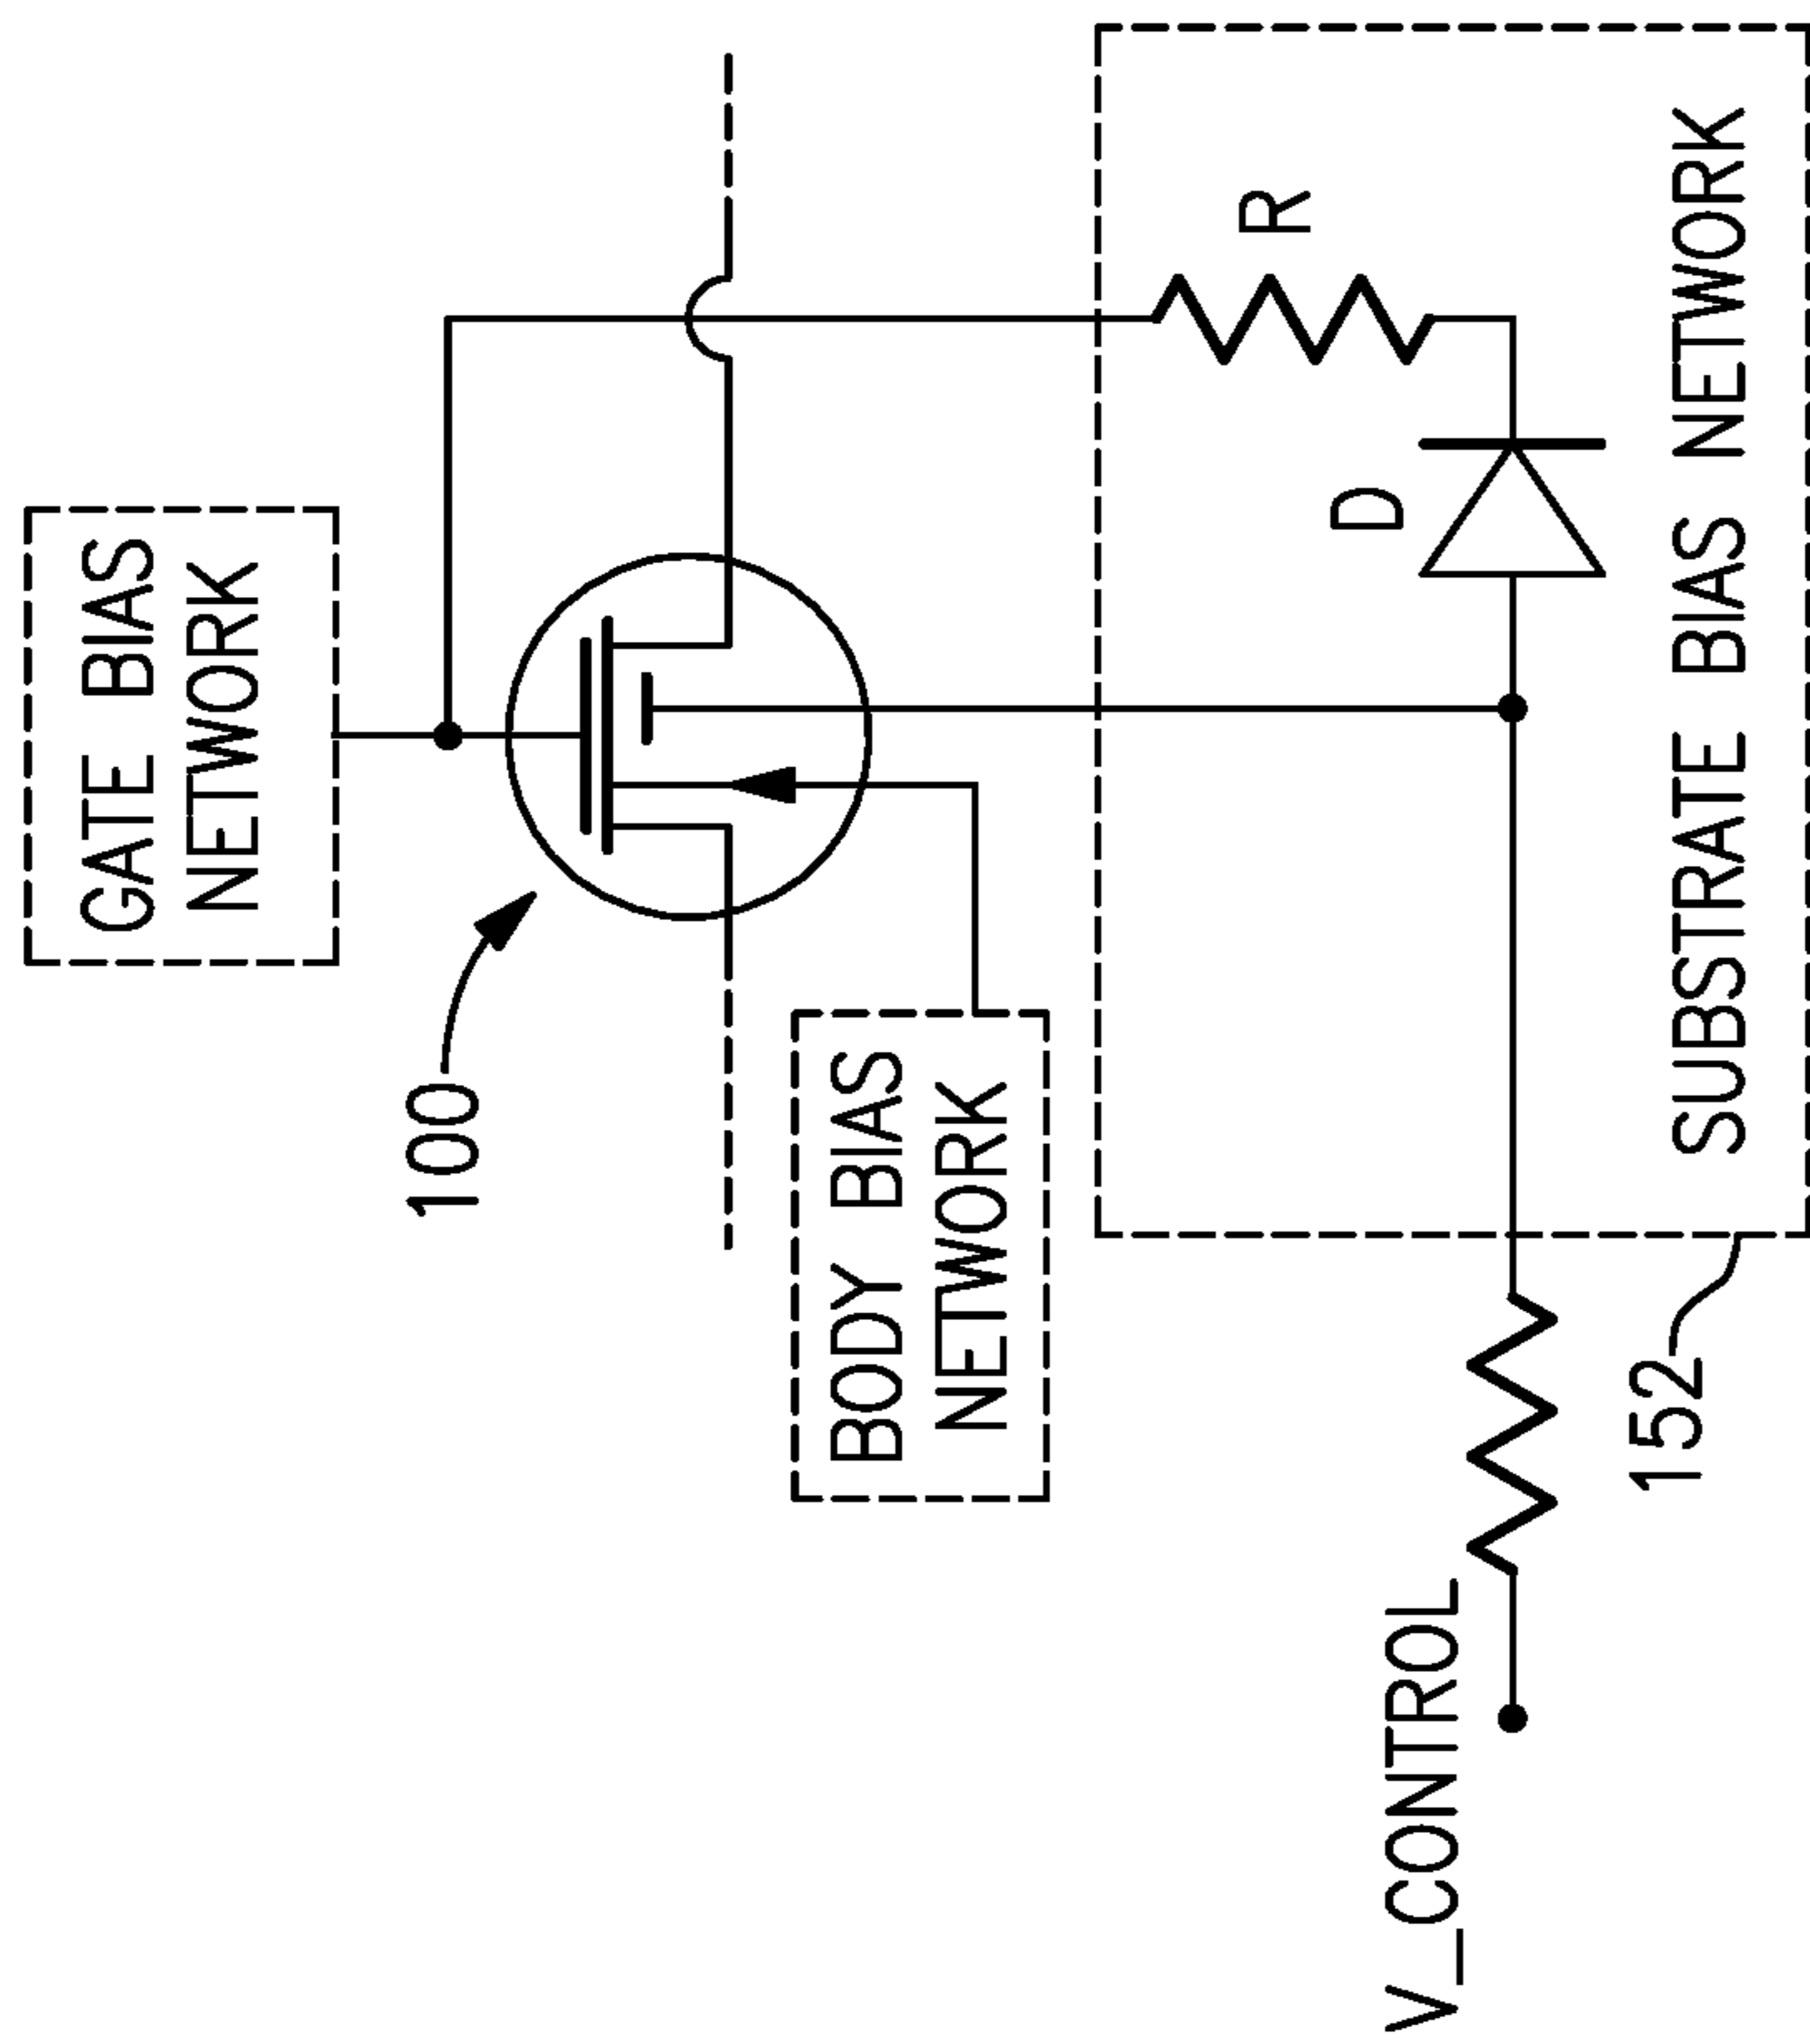 GATE BIAS
NETWORK
100
BODY BIAS
NETWORK
R
D
V_CONTROL
152
SUBSTRATE BIAS NETWORK